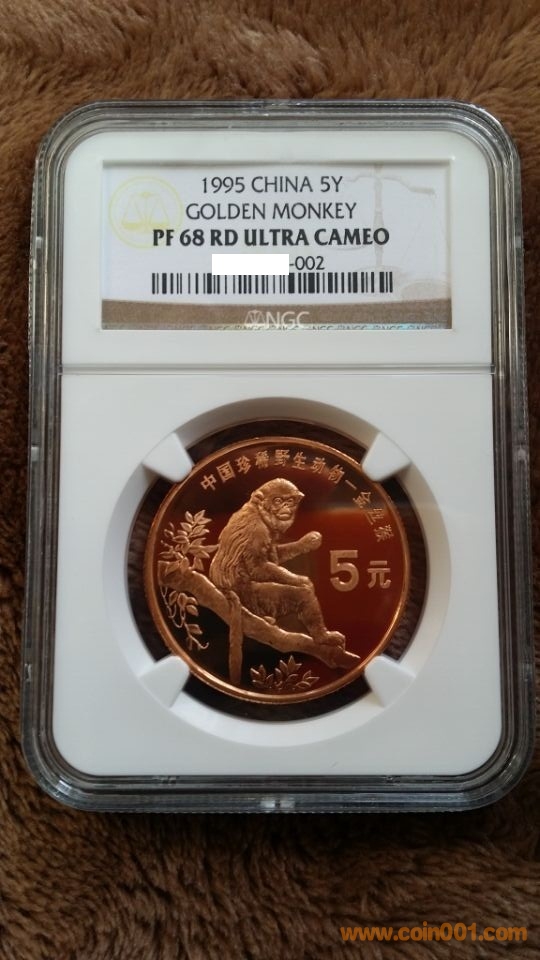 1995 CHINA 5Y
GOLDEN MONKEY
PF 68 RD ULTRA CAMEO
-002
NGC
中国珍稀野生动物—金丝猴
5元
www.coin001.com